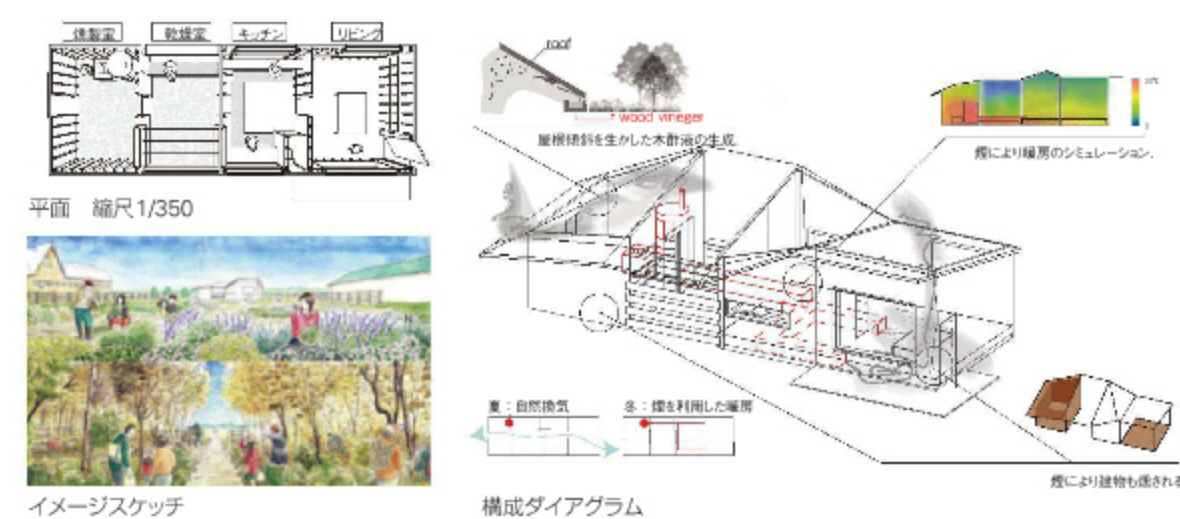 燻製室 乾燥室 キッチン リビング
平面 縮尺1/350
イメージスケッチ
roof
wood vineger
屋根傾斜を生かした木酢液の生成.
煙により暖房のシミュレーション.
夏：自然換気
冬：煙を利用した暖房
煙により建物も燻される
構成ダイアグラム